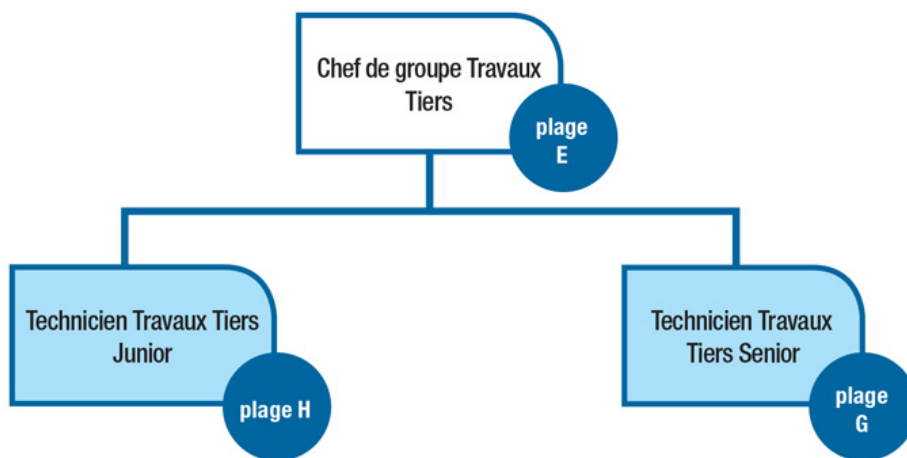 Chef de groupe Travaux
Tiers
plage
E
Technicien Travaux Tiers
Junior
plage H
Technicien Travaux
Tiers Senior
plage
G